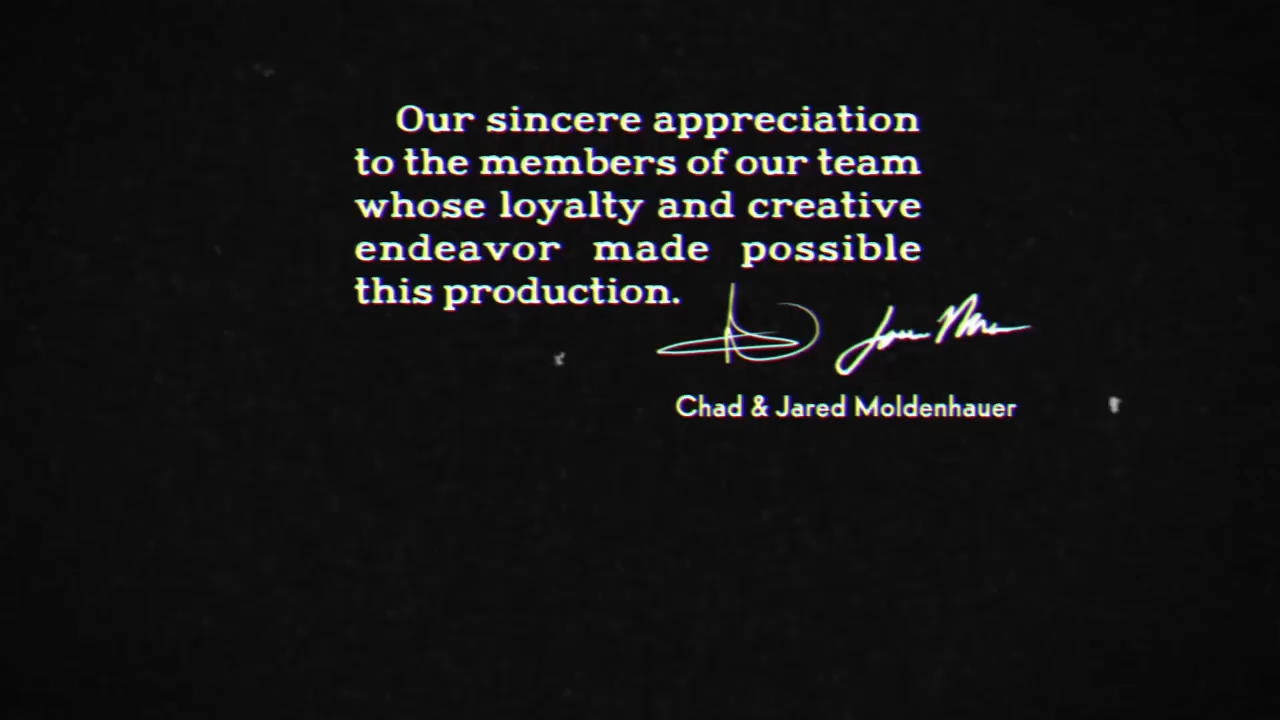 Our sincere appreciation
to the members of our team
whose loyalty and creative
endeavor made possible
this production.
Chad & Jared Moldenhauer